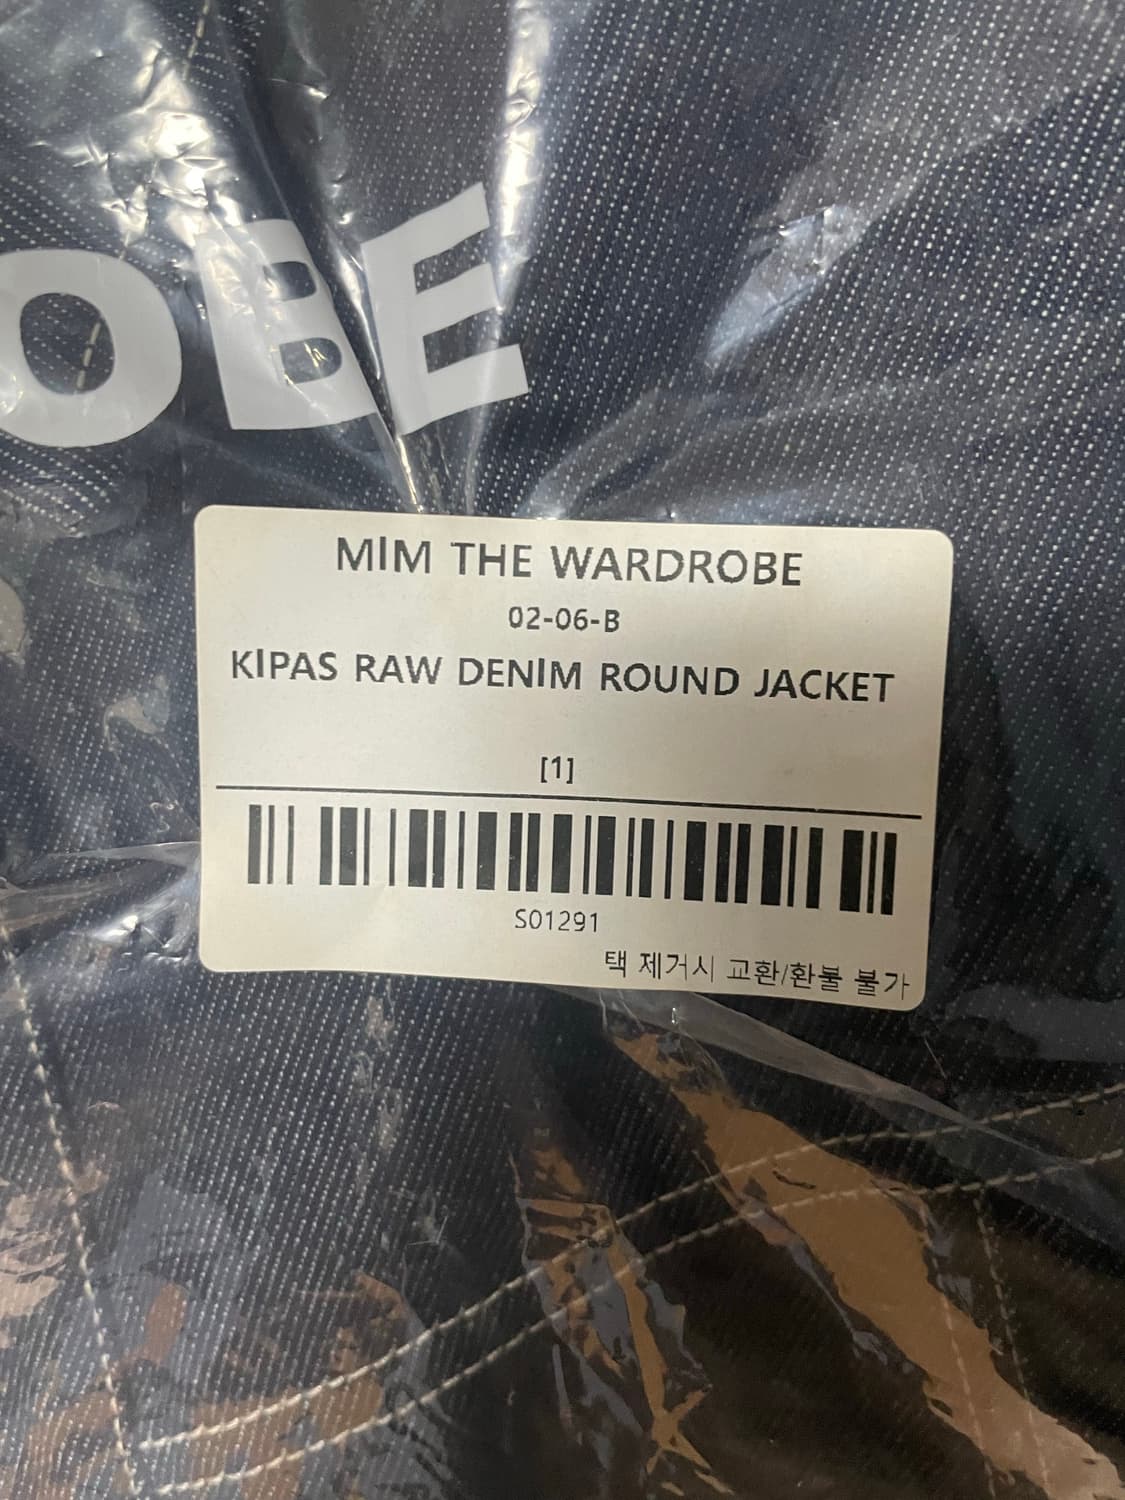 OBE
MIM THE WARDROBE
02-06-B
KIPAS RAW DENIM ROUND JACKET
[1]
S01291
택 제거시 교환/환불 불가